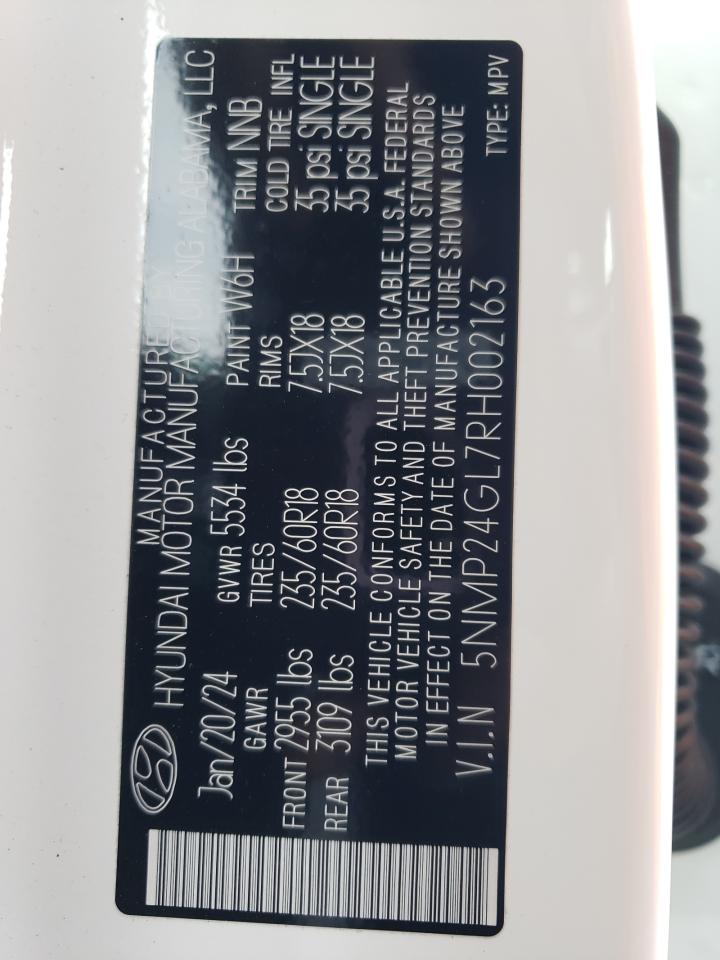 MANUFACTURED BY
HYUNDAI MOTOR MANUFACTURING ALABAMA, LLC
Jan/20/24 GVWR 5534 lbs PAINT W6H TRIM NNB
GAWR TIRES RIMS COLD TIRE INFL
FRONT 2955 lbs 235/60R18 7.5JX18 35 psi SINGLE
REAR 3109 lbs 235/60R18 7.5JX18 35 psi SINGLE
THIS VEHICLE CONFORMS TO ALL APPLICABLE U.S.A. FEDERAL
MOTOR VEHICLE SAFETY AND THEFT PREVENTION STANDARDS
IN EFFECT ON THE DATE OF MANUFACTURE SHOWN ABOVE
V.I.N 5NMP24GL7RH002163 TYPE: MPV